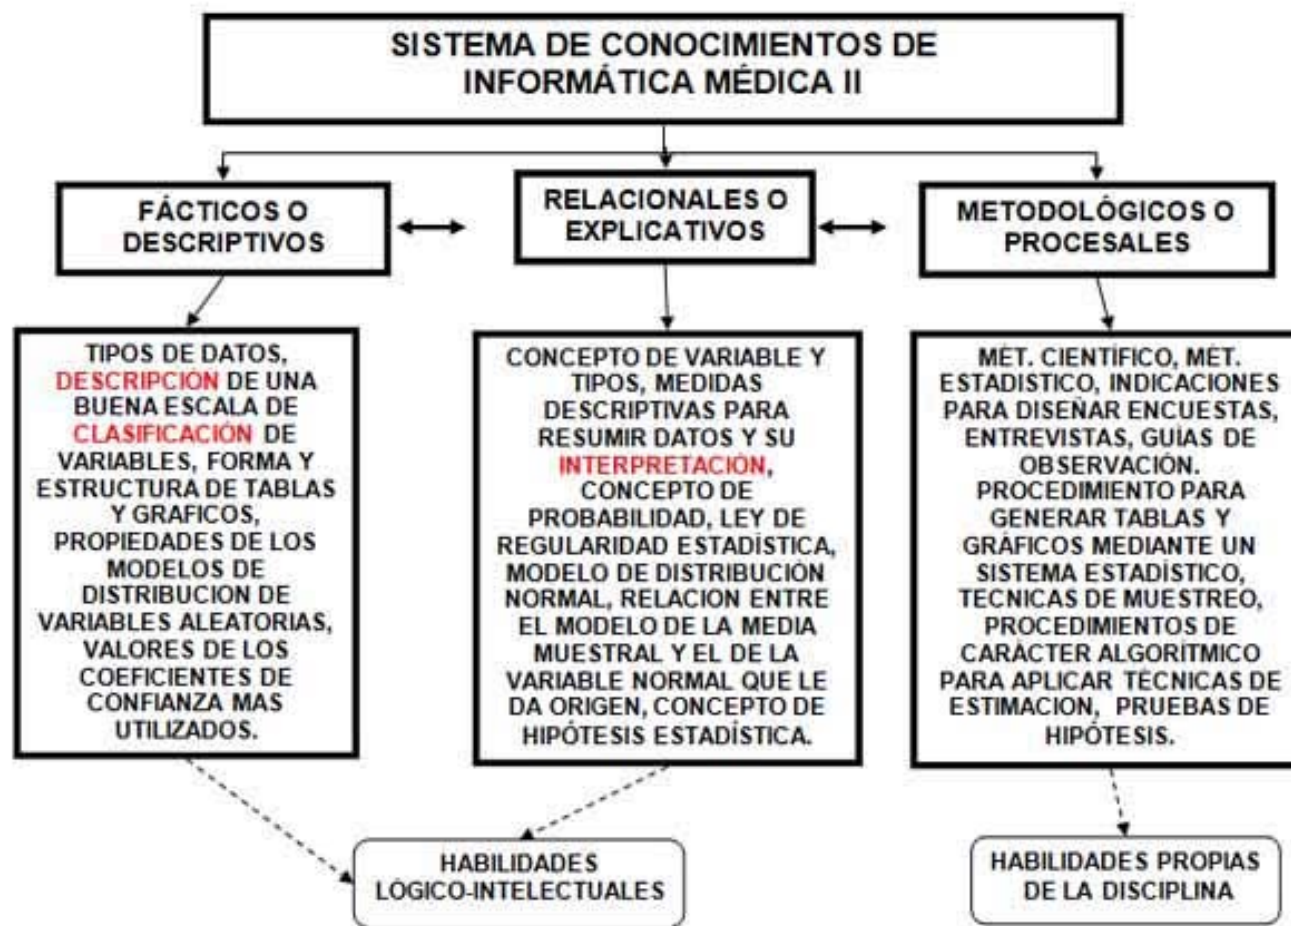 SISTEMA DE CONOCIMIENTOS DE
INFORMÁTICA MÉDICA II
FÁCTICOS O
DESCRIPTIVOS
RELACIONALES O
EXPLICATIVOS
METODOLÓGICOS O
PROCESALES
TIPOS DE DATOS,
DESCRIPCIÓN DE UNA
BUENA ESCALA DE
CLASIFICACIÓN DE
VARIABLES, FORMA Y
ESTRUCTURA DE TABLAS
Y GRAFICOS,
PROPIEDADES DE LOS
MODELOS DE
DISTRIBUCION DE
VARIABLES ALEATORIAS,
VALORES DE LOS
COEFICIENTES DE
CONFIANZA MAS
UTILIZADOS.
CONCEPTO DE VARIABLE Y
TIPOS, MEDIDAS
DESCRIPTIVAS PARA
RESUMIR DATOS Y SU
INTERPRETACIÓN,
CONCEPTO DE
PROBABILIDAD, LEY DE
REGULARIDAD ESTADÍSTICA,
MODELO DE DISTRIBUCIÓN
NORMAL, RELACION ENTRE
EL MODELO DE LA MEDIA
MUESTRAL Y EL DE LA
VARIABLE NORMAL QUE LE
DA ORIGEN, CONCEPTO DE
HIPÓTESIS ESTADÍSTICA.
MÉT. CIENTÍFICO, MÉT.
ESTADISTICO, INDICACIONES
PARA DISEÑAR ENCUESTAS,
ENTREVISTAS, GUÍAS DE
OBSERVACIÓN.
PROCEDIMIENTO PARA
GENERAR TABLAS Y
GRÁFICOS MEDIANTE UN
SISTEMA ESTADÍSTICO,
TECNICAS DE MUESTREO,
PROCEDIMIENTOS DE
CARÁCTER ALGORÍTMICO
PARA APLICAR TÉCNICAS DE
ESTIMACION, PRUEBAS DE
HIPÓTESIS.
HABILIDADES
LÓGICO-INTELECTUALES
HABILIDADES PROPIAS
DE LA DISCIPLINA